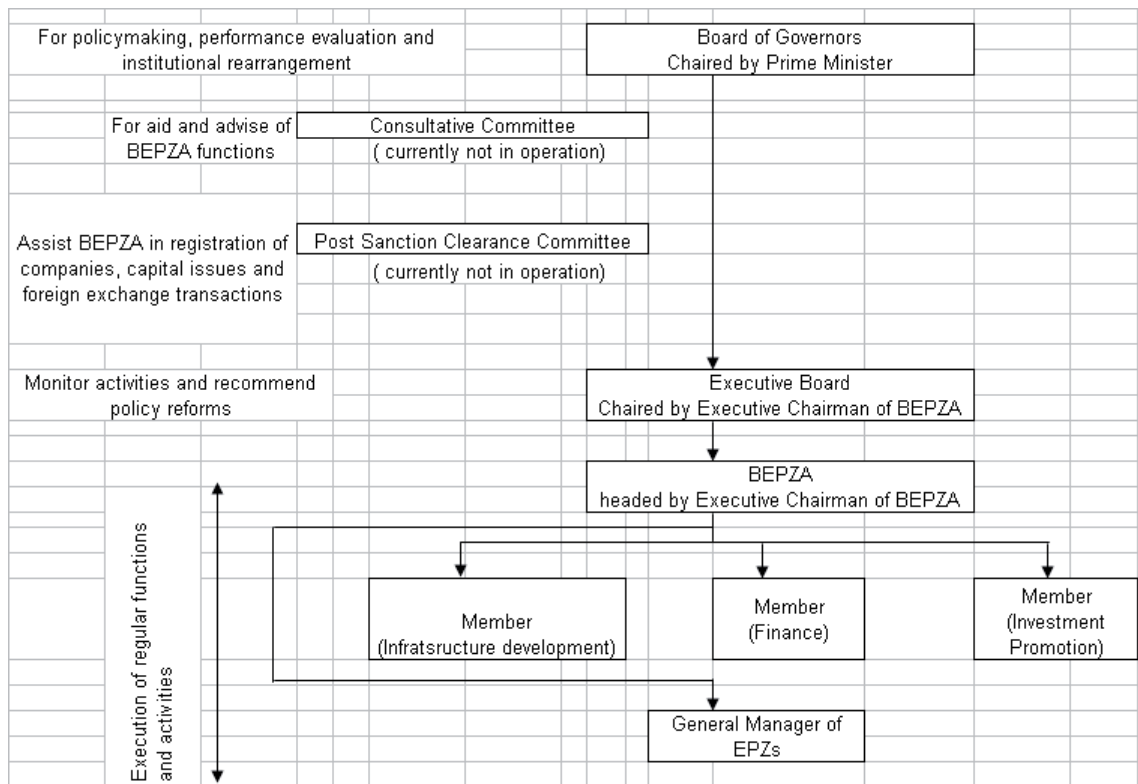 For policymaking, performance evaluation and
institutional rearrangement
Board of Governors
Chaired by Prime Minister
For aid and advise of
BEPZA functions
Consultative Committee
( currently not in operation)
Assist BEPZA in registration of
companies, capital issues and
foreign exchange transactions
Post Sanction Clearance Committee
( currently not in operation)
Monitor activities and recommend
policy reforms
Executive Board
Chaired by Executive Chairman of BEPZA
BEPZA
headed by Executive Chairman of BEPZA
Execution of regular functions
and activities
Member
(Infratsructure development)
Member
(Finance)
Member
(Investment
Promotion)
General Manager of
EPZs